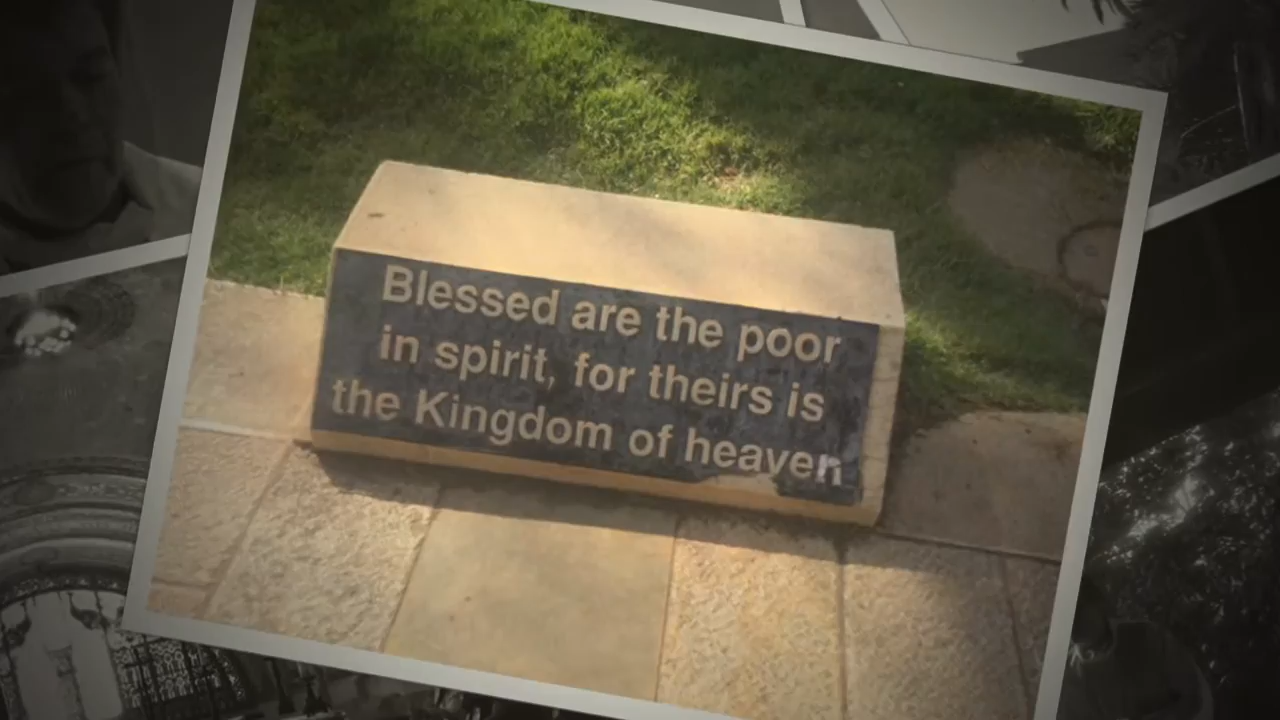 Blessed are the poor
in spirit, for theirs is
the Kingdom of heaven